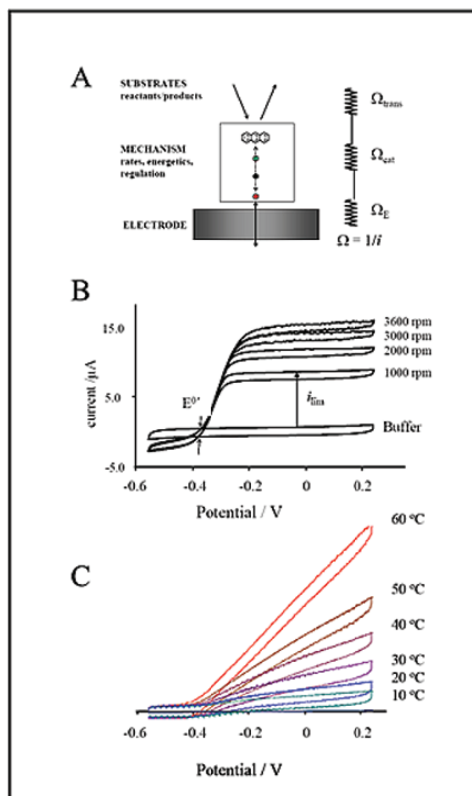 A
SUBSTRATES
reactants/products
MECHANISM
rates, energetics,
regulation
ELECTRODE
Ωtrans
Ωcat
ΩE
Ω = 1/i
B
current /µA
15.0
5.0
-5.0
E0'
3600 rpm
3000 rpm
2000 rpm
1000 rpm
ilim
Buffer
-0.6
-0.4
-0.2
0
0.2
Potential / V
C
60 °C
50 °C
40 °C
30 °C
20 °C
10 °C
-0.6
-0.4
-0.2
0
0.2
Potential / V